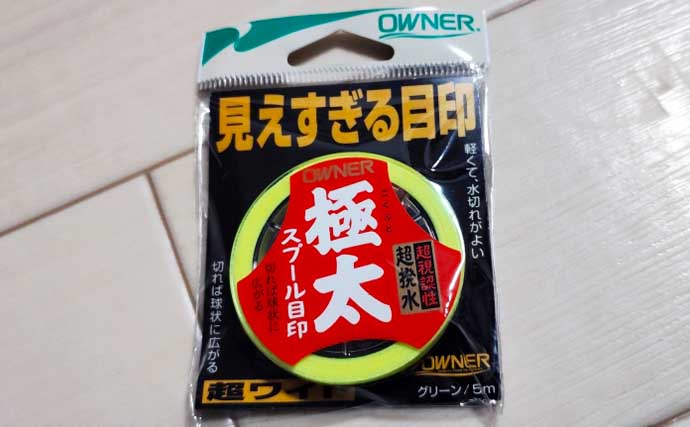 OWNER
見えすぎる目印
軽くて、水切れがよい
OWNER
ごくぶと
極太
スプール目印
超視認性
超撥水
切れば球状に
広がる
切れば球状に広がる
OWNER
超ワイド
グリーン/5m